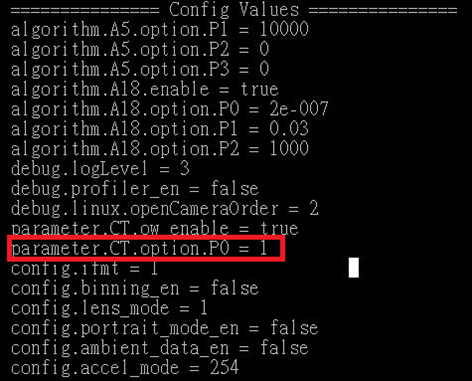 =============== Config Values ===============
algorithm.A5.option.P1 = 10000
algorithm.A5.option.P2 = 0
algorithm.A5.option.P3 = 0
algorithm.A18.enable = true
algorithm.A18.option.P0 = 2e-007
algorithm.A18.option.P1 = 0.03
algorithm.A18.option.P2 = 1000
debug.logLevel = 3
debug.profiler_en = false
debug.linux.openCameraOrder = 2
parameter.CT.ow_enable = true
parameter.CT.option.P0 = 1
config.ifmt = 1
config.binning_en = false
config.lens_mode = 1
config.portrait_mode_en = false
config.ambient_data_en = false
config.accel_mode = 254